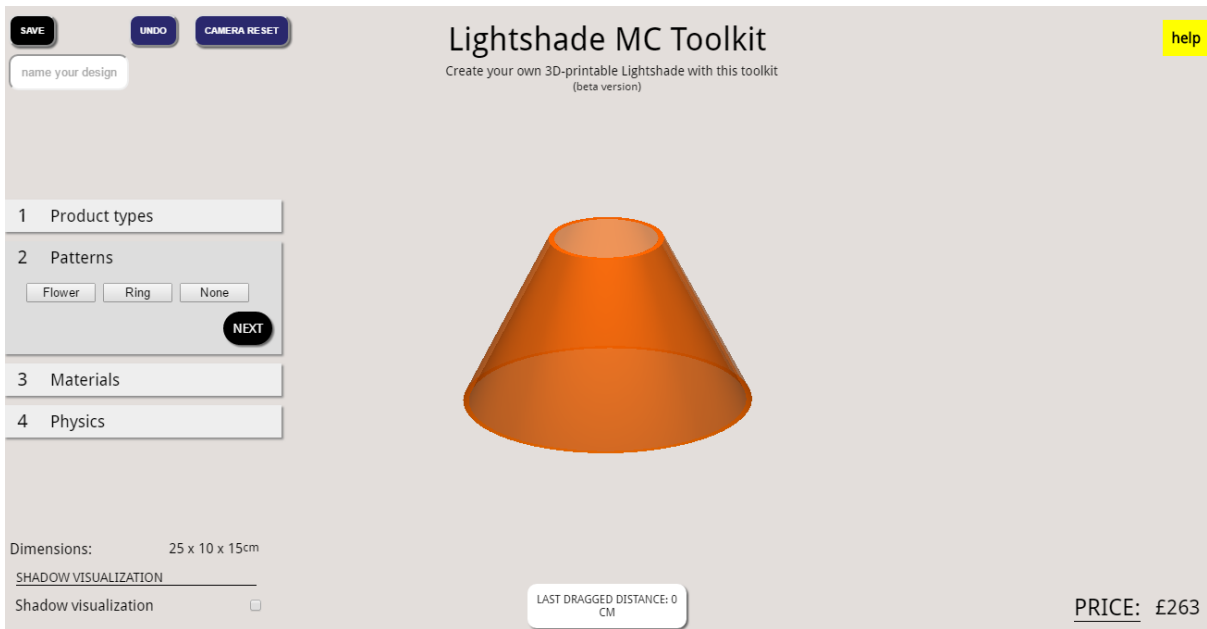 SAVE
UNDO
CAMERA RESET
name your design
Lightshade MC Toolkit
Create your own 3D-printable Lightshade with this toolkit
(beta version)
help
1 Product types
2 Patterns
Flower Ring None
NEXT
3 Materials
4 Physics
Dimensions: 25 x 10 x 15cm
SHADOW VISUALIZATION
Shadow visualization
LAST DRAGGED DISTANCE: 0
CM
PRICE: £263